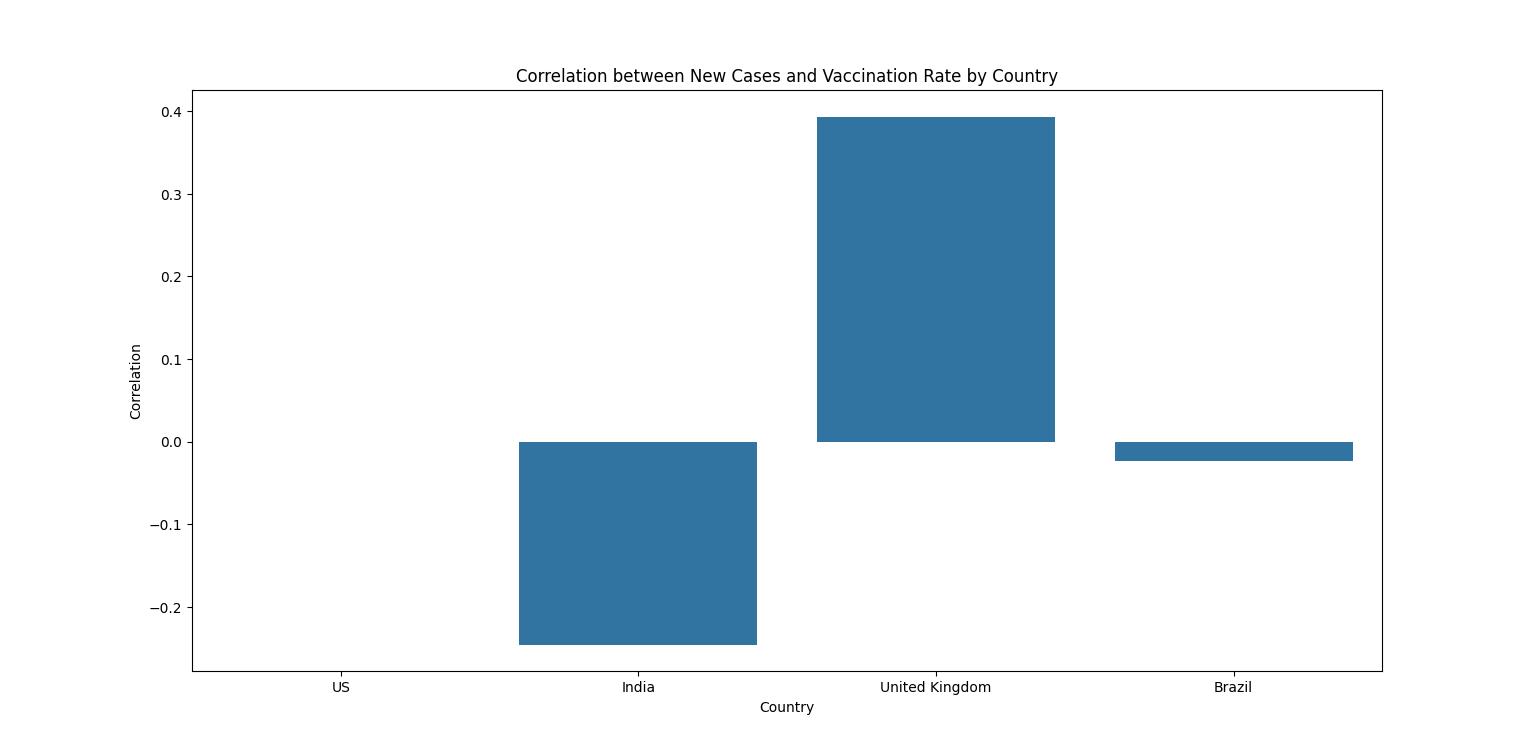 Correlation between New Cases and Vaccination Rate by Country
Correlation
0.4
0.3
0.2
0.1
0.0
−0.1
−0.2
US
India
United Kingdom
Brazil
Country